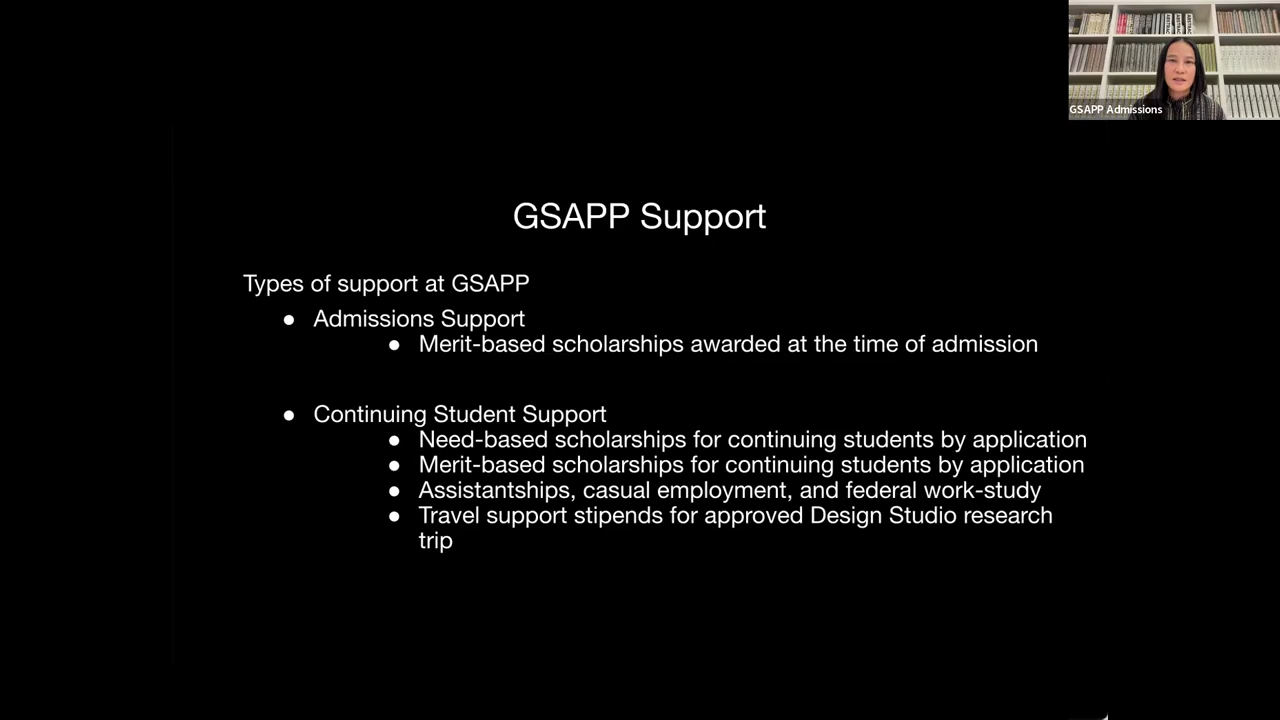 GSAPP Admissions
GSAPP Support
Types of support at GSAPP
● Admissions Support
● Merit-based scholarships awarded at the time of admission
● Continuing Student Support
● Need-based scholarships for continuing students by application
● Merit-based scholarships for continuing students by application
● Assistantships, casual employment, and federal work-study
● Travel support stipends for approved Design Studio research
trip